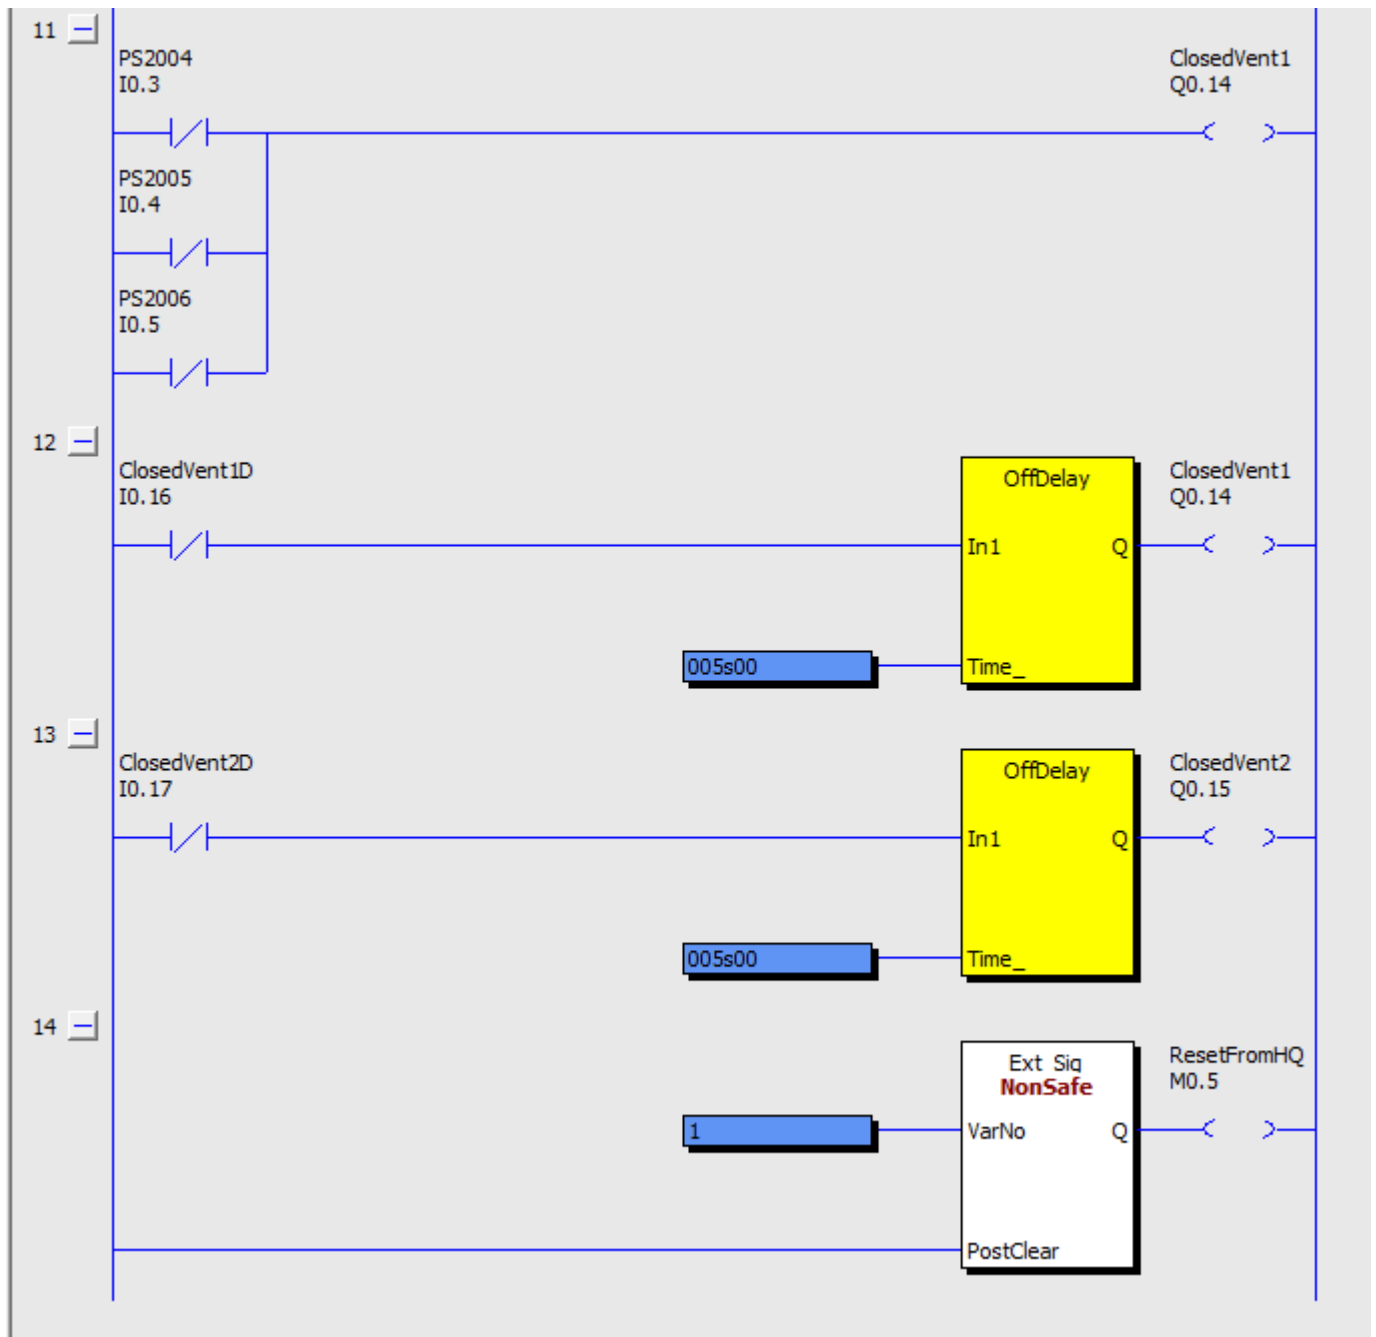 11
PS2004
I0.3
ClosedVent1
Q0.14
PS2005
I0.4
PS2006
I0.5
12
ClosedVent1D
I0.16
OffDelay
In1 Q
005s00
Time_
ClosedVent1
Q0.14
13
ClosedVent2D
I0.17
OffDelay
In1 Q
005s00
Time_
ClosedVent2
Q0.15
14
Ext Sig
NonSafe
1
VarNo Q
PostClear
ResetFromHQ
M0.5